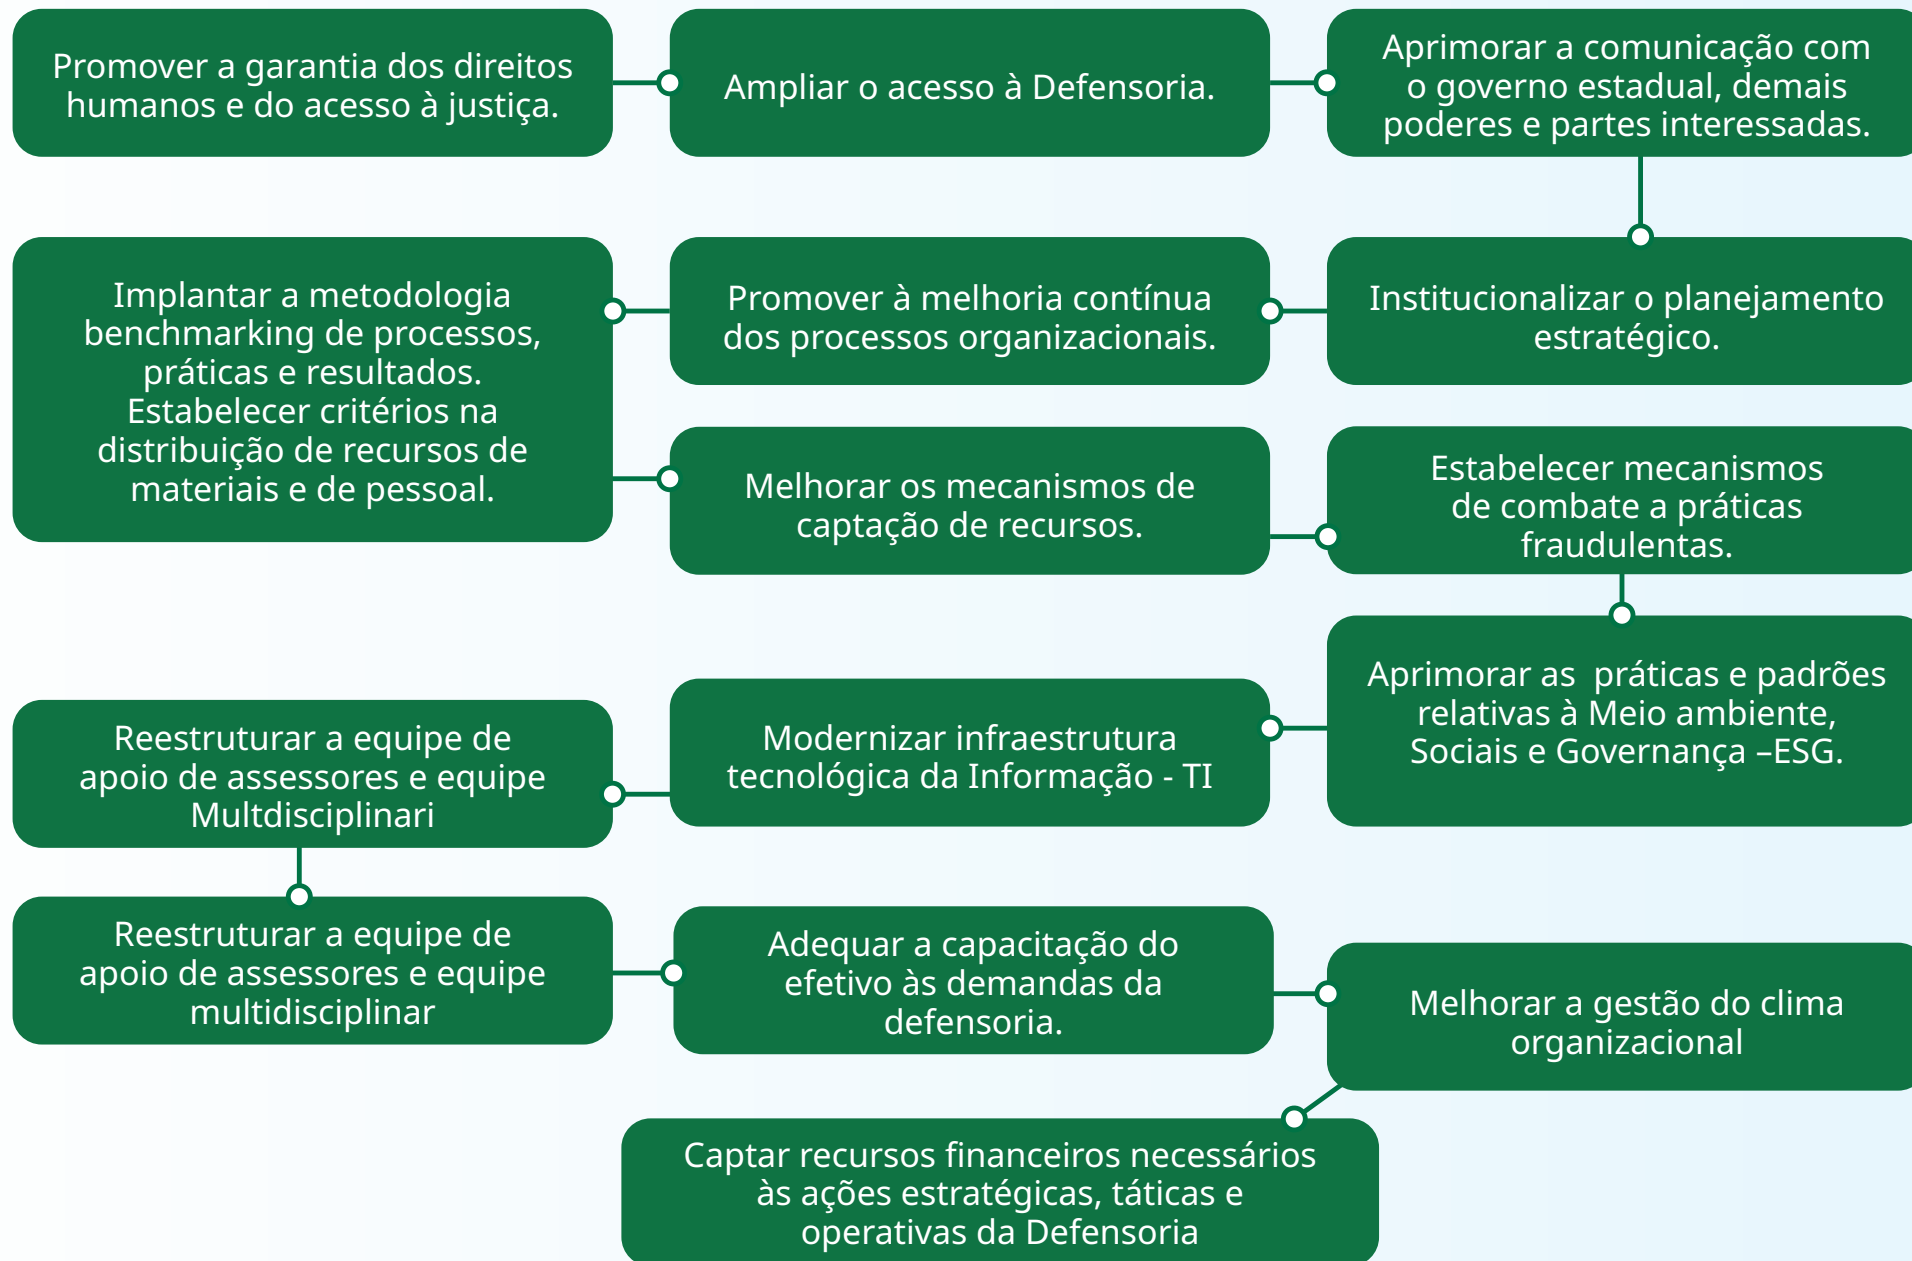 Promover a garantia dos direitos
humanos e do acesso à justiça.
Ampliar o acesso à Defensoria.
Aprimorar a comunicação com
o governo estadual, demais
poderes e partes interessadas.
Institucionalizar o planejamento
estratégico.
Promover à melhoria contínua
dos processos organizacionais.
Implantar a metodologia
benchmarking de processos,
práticas e resultados.
Estabelecer critérios na
distribuição de recursos de
materiais e de pessoal.
Melhorar os mecanismos de
captação de recursos.
Estabelecer mecanismos
de combate a práticas
fraudulentas.
Aprimorar as  práticas e padrões
relativas à Meio ambiente,
Sociais e Governança –ESG.
Modernizar infraestrutura
tecnológica da Informação - TI
Reestruturar a equipe de
apoio de assessores e equipe
Multdisciplinari
Reestruturar a equipe de
apoio de assessores e equipe
multidisciplinar
Adequar a capacitação do
efetivo às demandas da
defensoria.
Melhorar a gestão do clima
organizacional
Captar recursos financeiros necessários
às ações estratégicas, táticas e
operativas da Defensoria